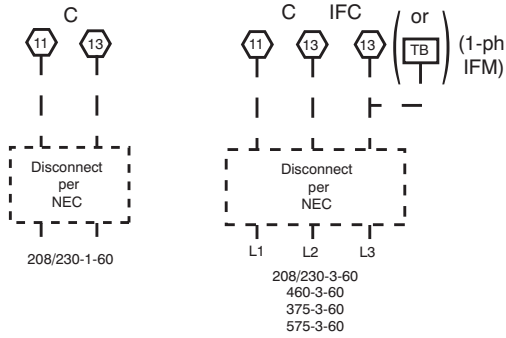 C
11 13
Disconnect
per
NEC
208/230-1-60
C IFC
11 13 13 ( or TB ) (1-ph
IFM)
Disconnect
per
NEC
L1 L2 L3
208/230-3-60
460-3-60
375-3-60
575-3-60